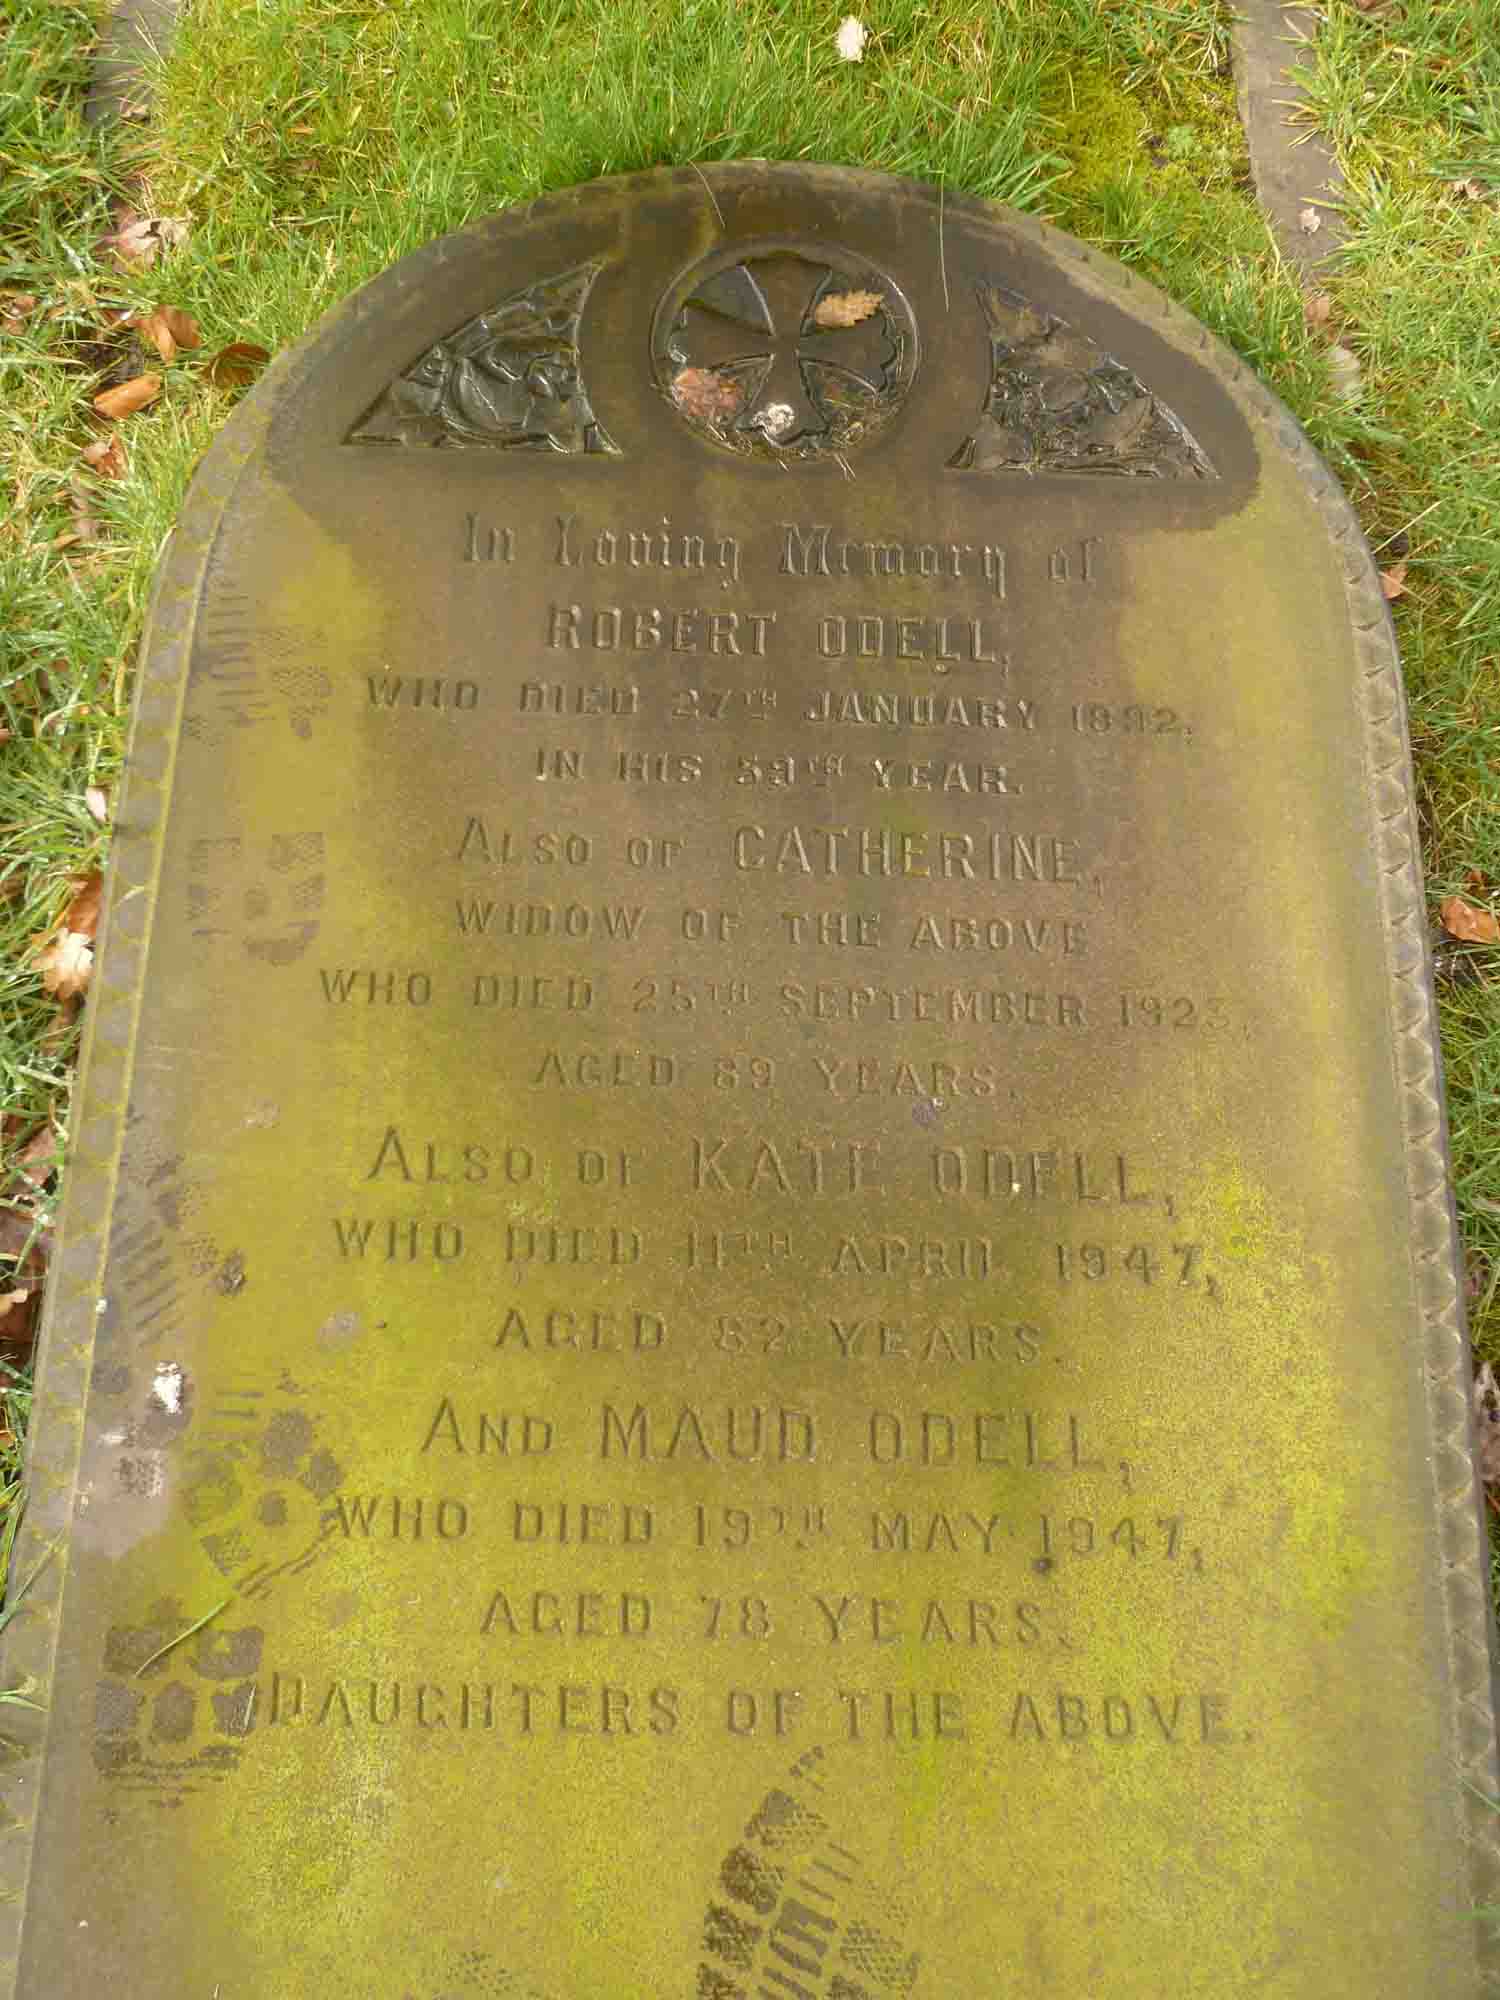 In Loving Memory of
ROBERT ODELL,
WHO DIED 27TH JANUARY 1892,
IN HIS 59TH YEAR.
ALSO OF CATHERINE,
WIDOW OF THE ABOVE
WHO DIED 25TH SEPTEMBER 1923,
AGED 89 YEARS.
ALSO OF KATE ODELL,
WHO DIED 11TH APRIL 1947,
AGED 82 YEARS.
AND MAUD ODELL,
WHO DIED 19TH MAY 1947,
AGED 78 YEARS.
DAUGHTERS OF THE ABOVE.